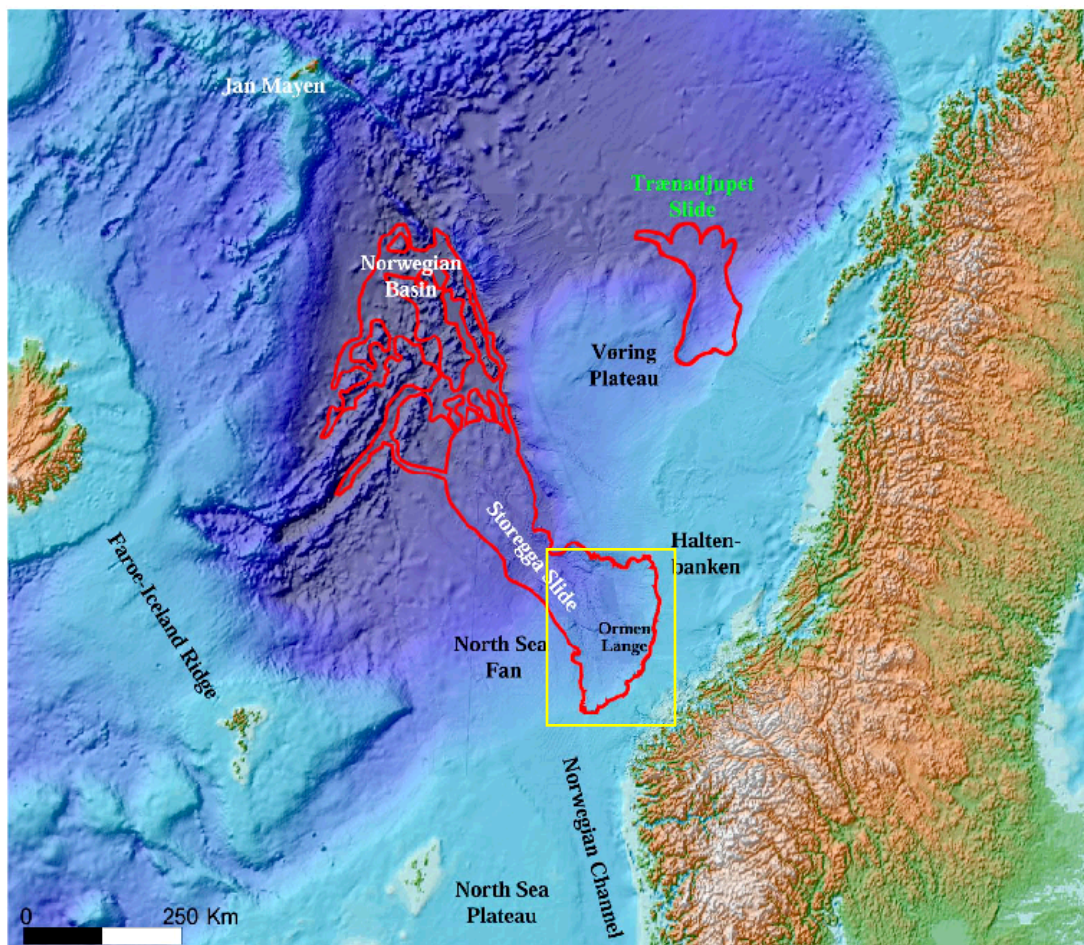 Jan Mayen
Trænadjupet
Slide
Norwegian
Basin
Vøring
Plateau
Storegga Slide
Halten-
banken
Faroe-Iceland Ridge
Ormen
Lange
North Sea
Fan
Norwegian Channel
North Sea
Plateau
0 250 Km